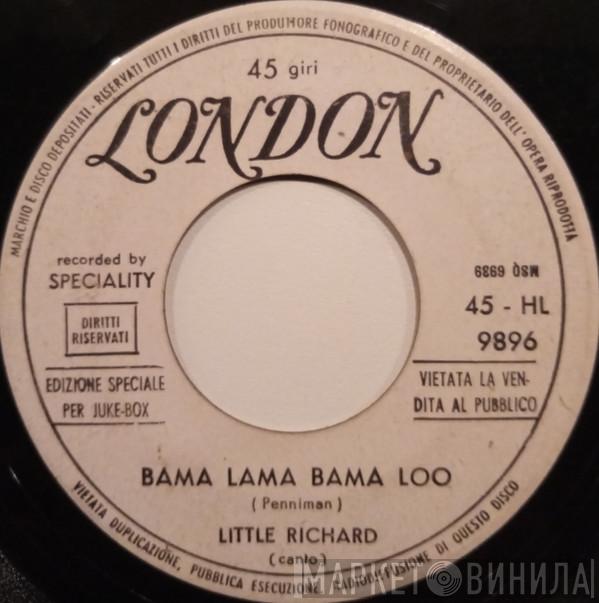 MARCHIO E DISCO DEPOSITATI - RISERVATI TUTTI I DIRITTI DEL PRODUTTORE FONOGRAFICO E DEL PROPRIETARIO DELL' OPERA RIPRODOTTA
45 giri
LONDON
recorded by
SPECIALITY
DIRITTI
RISERVATI
EDIZIONE SPECIALE
PER JUKE-BOX
MSQ 6939
45 - HL
9896
VIETATA LA VEN-
DITA AL PUBBLICO
BAMA LAMA BAMA LOO
(Penniman)
LITTLE RICHARD
(canto)
VIETATA DUPLICAZIONE, PUBBLICA ESECUZIONE, RADIODIFFUSIONE DI QUESTO DISCO
МАРКЕТ ВИНИЛА